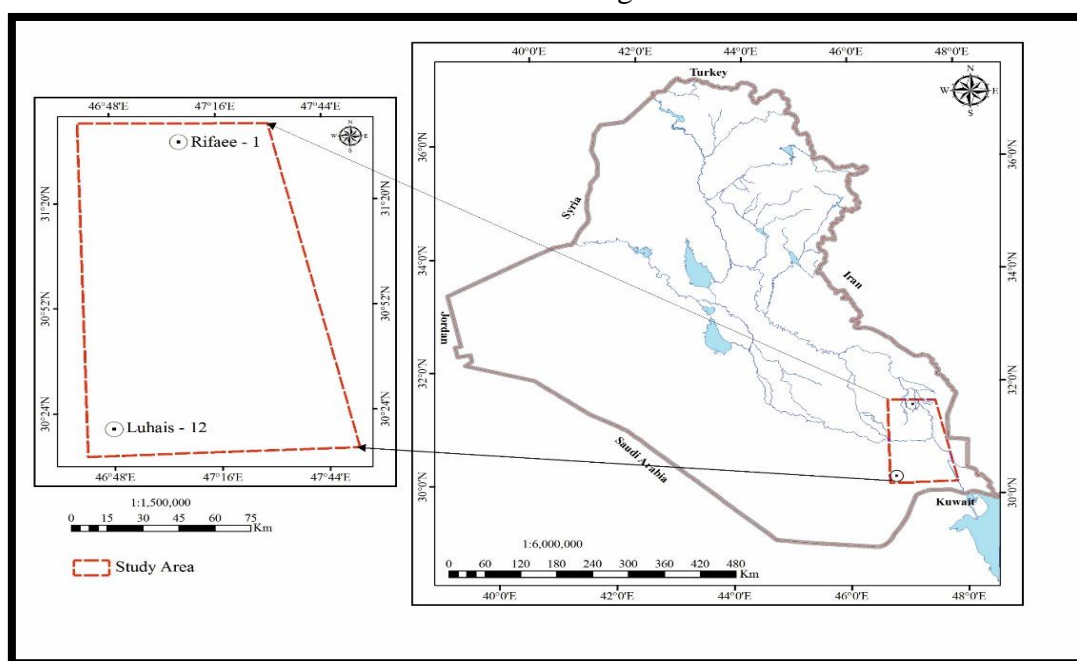 40°0'E 42°0'E 44°0'E 46°0'E 48°0'E
Turkey
N
W E
S
46°48'E 47°16'E 47°44'E
N
W E
S
Rifaee - 1
31°20'N
31°20'N
30°52'N
30°52'N
30°24'N
30°24'N
Luhais - 12
46°48'E 47°16'E 47°44'E
1:1,500,000
0 15 30 45 60 75
Km
Study Area
36°0'N
36°0'N
Syria
34°0'N
34°0'N
Iran
Jordan
32°0'N
32°0'N
Saudi Arabia
30°0'N
30°0'N
Kuwait
1:6,000,000
0 60 120 180 240 300 360 420 480
Km
40°0'E 42°0'E 44°0'E 46°0'E 48°0'E